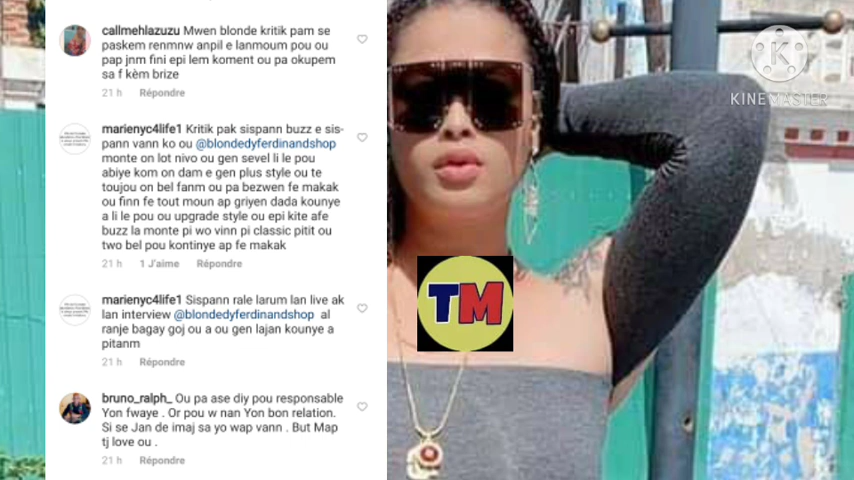 callmehlazuzu Mwen blonde kritik pam se
paskem renmnw anpil e lanmoum pou ou
pap jnm fini epi lem koment ou pa okupem
sa f kèm brize
21 h Répondre
marienyc4life1 Kritik pak sispann buzz e sis-
pann vann ko ou @blondedyferdinandshop
monte on lot nivo ou gen sevel li le pou
abiye kom on dam e gen plus style ou te
toujou on bel fanm ou pa bezwen fe makak
ou finn fe tout moun ap griyen dada kounye
a li le pou ou upgrade style ou epi kite afe
buzz la monte pi wo vinn pi classic pitit ou
two bel pou kontinye ap fe makak
21 h 1 J'aime Répondre
marienyc4life1 Sispann rale larum lan live ak
lan interview @blondedyferdinandshop al
ranje bagay goj ou a ou gen lajan kounye a
pitanm
21 h Répondre
bruno_ralph_ Ou pa ase diy pou responsable
Yon fwaye . Or pou w nan Yon bon relation.
Si se Jan de imaj sa yo wap vann . But Map
tj love ou .
21 h Répondre
TM
K
KINEMASTER